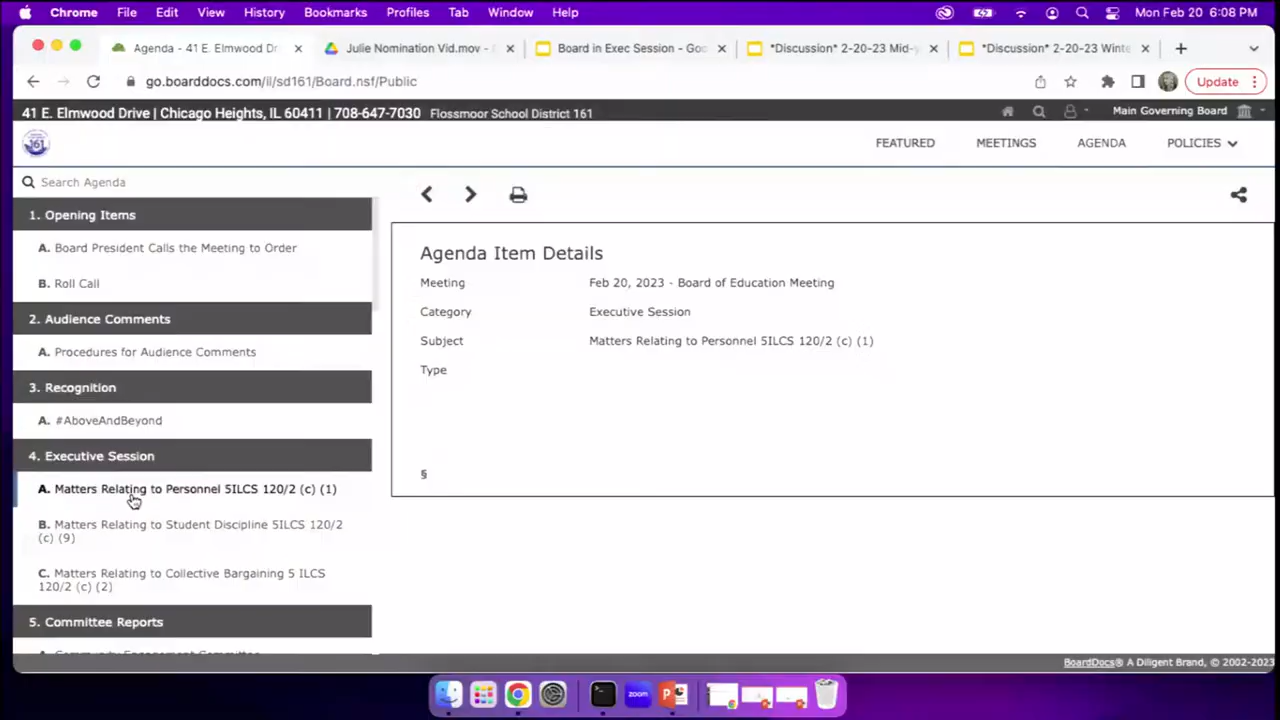 Chrome File Edit View History Bookmarks Profiles Tab Window Help Mon Feb 20 6:08 PM
Agenda - 41 E. Elmwood Dr Julie Nomination Vid.mov - Board in Exec Session - Goo *Discussion* 2-20-23 Mid-y *Discussion* 2-20-23 Winte
go.boarddocs.com/il/sd161/Board.nsf/Public Update
41 E. Elmwood Drive | Chicago Heights, IL 60411 | 708-647-7030 Flossmoor School District 161 Main Governing Board
161 FEATURED MEETINGS AGENDA POLICIES
Search Agenda
1. Opening Items
A. Board President Calls the Meeting to Order
B. Roll Call
2. Audience Comments
A. Procedures for Audience Comments
3. Recognition
A. #AboveAndBeyond
4. Executive Session
A. Matters Relating to Personnel 5ILCS 120/2 (c) (1)
B. Matters Relating to Student Discipline 5ILCS 120/2
(c) (9)
C. Matters Relating to Collective Bargaining 5 ILCS
120/2 (c) (2)
5. Committee Reports
A. Community Engagement Committee
Agenda Item Details
Meeting Feb 20, 2023 - Board of Education Meeting
Category Executive Session
Subject Matters Relating to Personnel 5ILCS 120/2 (c) (1)
Type
§
BoardDocs® A Diligent Brand, © 2002-2023
zoom